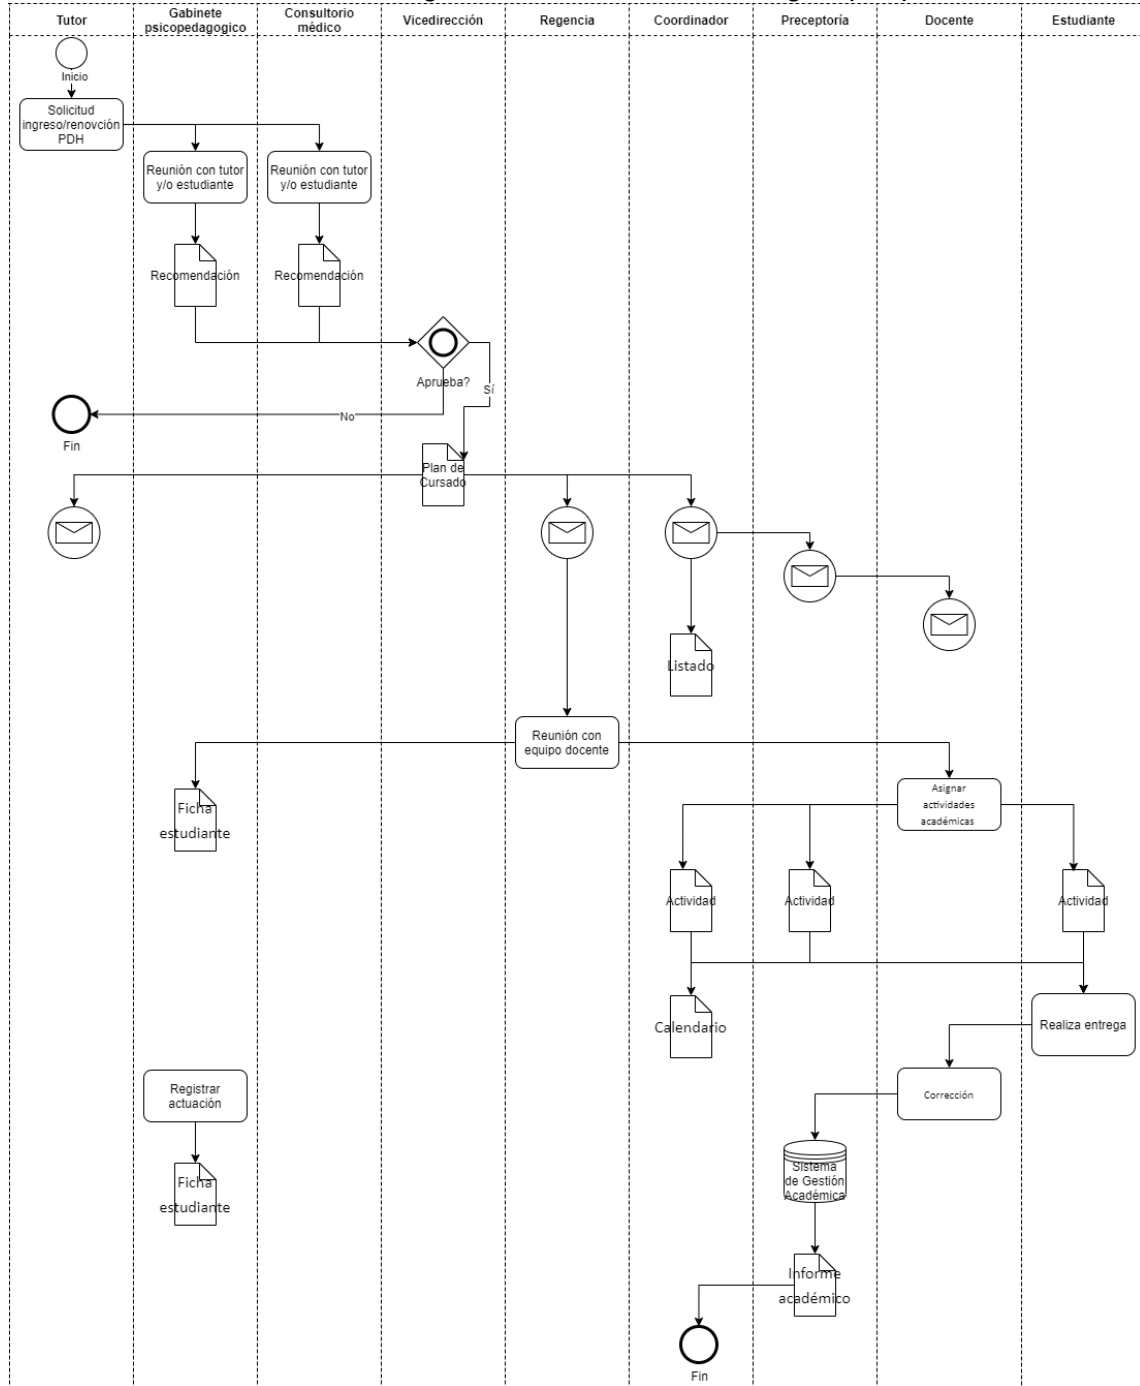 Tutor
Gabinete
psicopedagogico
Consultorio
médico
Vicedirección
Regencia
Coordinador
Preceptoría
Docente
Estudiante
Inicio
Solicitud
ingreso/renovción
PDH
Reunión con tutor
y/o estudiante
Reunión con tutor
y/o estudiante
Recomendación
Recomendación
Aprueba?
Sí
No
Fin
Plan de
Cursado
Listado
Reunión con
equipo docente
Ficha
estudiante
Asignar
actividades
académicas
Actividad
Actividad
Actividad
Calendario
Realiza entrega
Registrar
actuación
Corrección
Ficha
estudiante
Sistema
de Gestión
Académica
Informe
académico
Fin